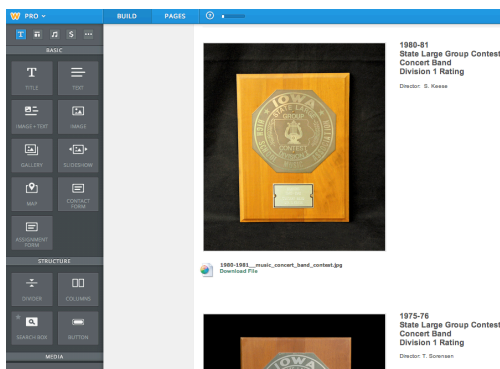 PRO
BUILD
PAGES
BASIC
TITLE
TEXT
IMAGE + TEXT
IMAGE
GALLERY
SLIDESHOW
MAP
CONTACT
FORM
ASSIGNMENT
FORM
STRUCTURE
DIVIDER
COLUMNS
SEARCH BOX
BUTTON
MEDIA
1980-81
State Large Group Contest
Concert Band
Division 1 Rating
Director: S. Keese
IOWA
STATE LARGE
GROUP
CONTEST
DIVISION I
HIGH SCHOOL
1980-1981__music_concert_band_contest.jpg
Download File
1975-76
State Large Group Contest
Concert Band
Division 1 Rating
Director: T. Sorensen
IOWA